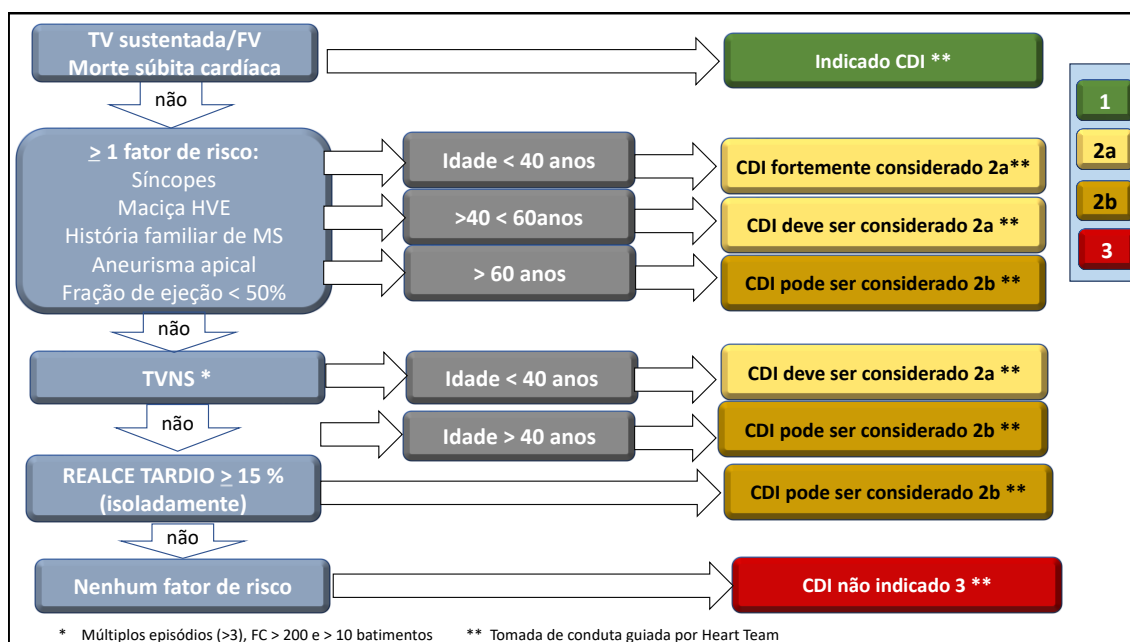 TV sustentada/FV
Morte súbita cardíaca
Indicado CDI **
não
> 1 fator de risco:
Síncopes
Maciça HVE
História familiar de MS
Aneurisma apical
Fração de ejeção < 50%
Idade < 40 anos
CDI fortemente considerado 2a**
>40 < 60anos
CDI deve ser considerado 2a **
> 60 anos
CDI pode ser considerado 2b **
não
TVNS *
Idade < 40 anos
CDI deve ser considerado 2a **
não
Idade > 40 anos
CDI pode ser considerado 2b **
REALCE TARDIO > 15 %
(isoladamente)
CDI pode ser considerado 2b **
não
Nenhum fator de risco
CDI não indicado 3 **
1
2a
2b
3
* Múltiplos episódios (>3), FC > 200 e > 10 batimentos ** Tomada de conduta guiada por Heart Team